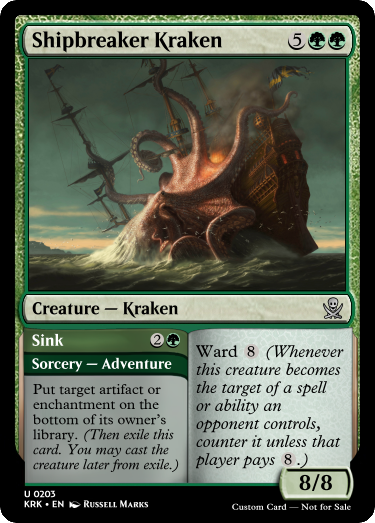 Shipbreaker Kraken 5
Creature — Kraken
Sink 2
Sorcery — Adventure
Put target artifact or
enchantment on the
bottom of its owner's
library. (Then exile this
card. You may cast the
creature later from exile.)
Ward 8 (Whenever
this creature becomes
the target of a spell
or ability an
opponent controls,
counter it unless that
player pays 8.)
8/8
U 0203
KRK • EN Russell Marks
Custom Card — Not for Sale